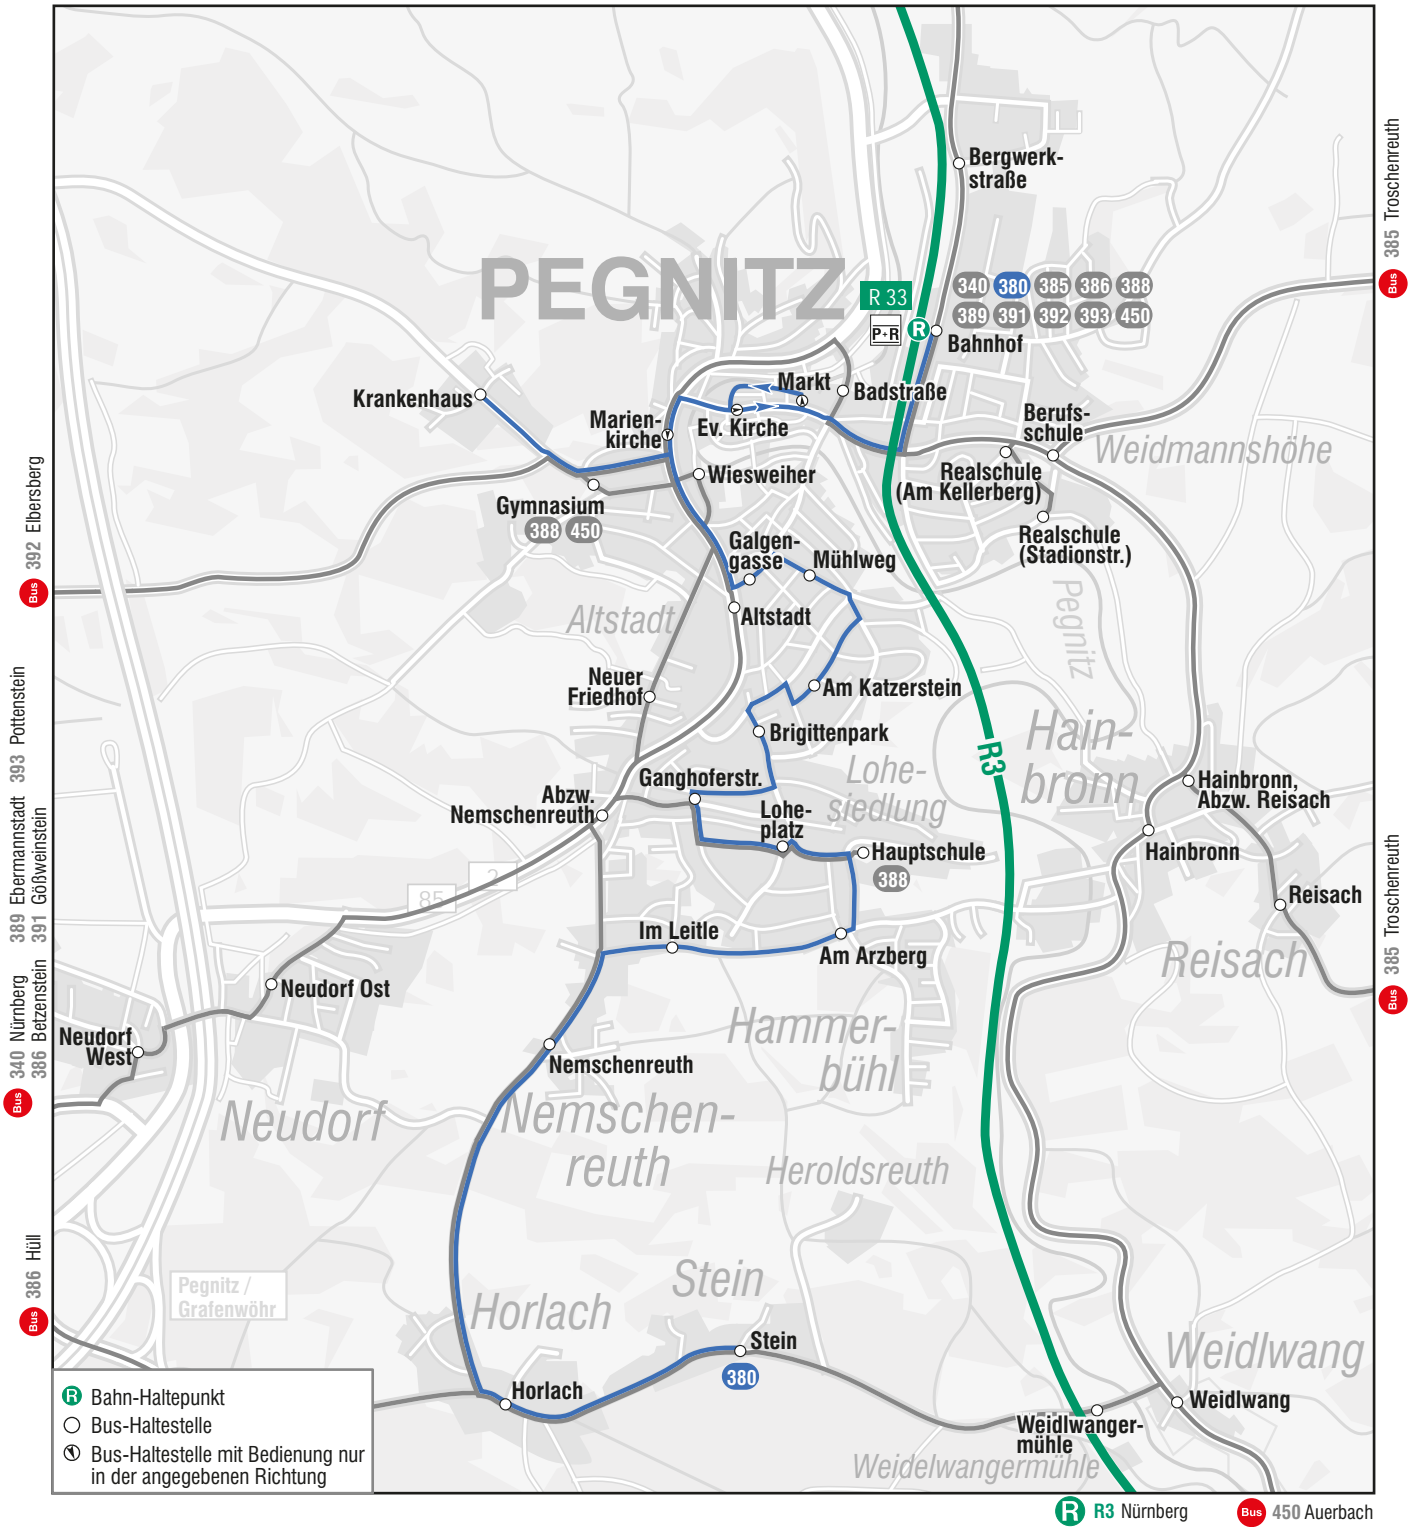 Bergwerk-
straße
385 Troschenreuth
Bus
PEGNITZ
R 33
P+R
R
340 380 385 386 388
389 391 392 393 450
Bahnhof
Krankenhaus
Markt
Badstraße
Marien-
kirche
Ev. Kirche
Berufs-
schule
Weidmannshöhe
Realschule
(Am Kellerberg)
Wiesweiher
Gymnasium
388 450
Realschule
(Stadionstr.)
392 Elbersberg
Bus
Galgen-
gasse
Mühlweg
Altstadt
Altstadt
Pegnitz
Neuer
Friedhof
Am Katzerstein
Brigittenpark
R3
Hain-
bronn
393 Pottenstein
389 Ebermannstadt
391 Gößweinstein
340 Nürnberg
386 Betzenstein
Bus
Ganghoferstr.
Lohe-
siedlung
Hainbronn,
Abzw. Reisach
Abzw.
Nemschenreuth
Lohe-
platz
Hauptschule
388
Hainbronn
385 Troschenreuth
Bus
2
85
Reisach
Im Leitle
Am Arzberg
Reisach
Neudorf Ost
Neudorf
West
Hammer-
bühl
Nemschenreuth
Neudorf
Nemschen-
reuth
Heroldsreuth
386 Hüll
Bus
Pegnitz /
Grafenwöhr
Stein
Horlach
Stein
380
Weidlwang
Horlach
Weidlwang
Weidlwanger-
mühle
Weidelwangermühle
R Bahn-Haltepunkt
Bus-Haltestelle
Bus-Haltestelle mit Bedienung nur
in der angegebenen Richtung
R R3 Nürnberg
Bus 450 Auerbach